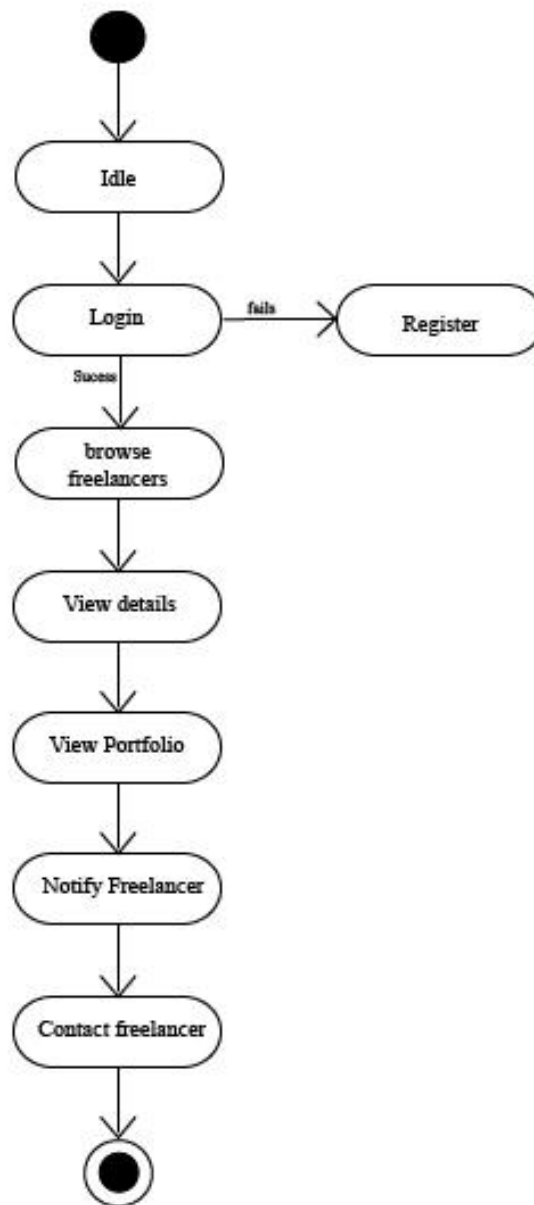 Idle
Login
fails
Register
Sucess
browse
freelancers
View details
View Portfolio
Notify Freelancer
Contact freelancer